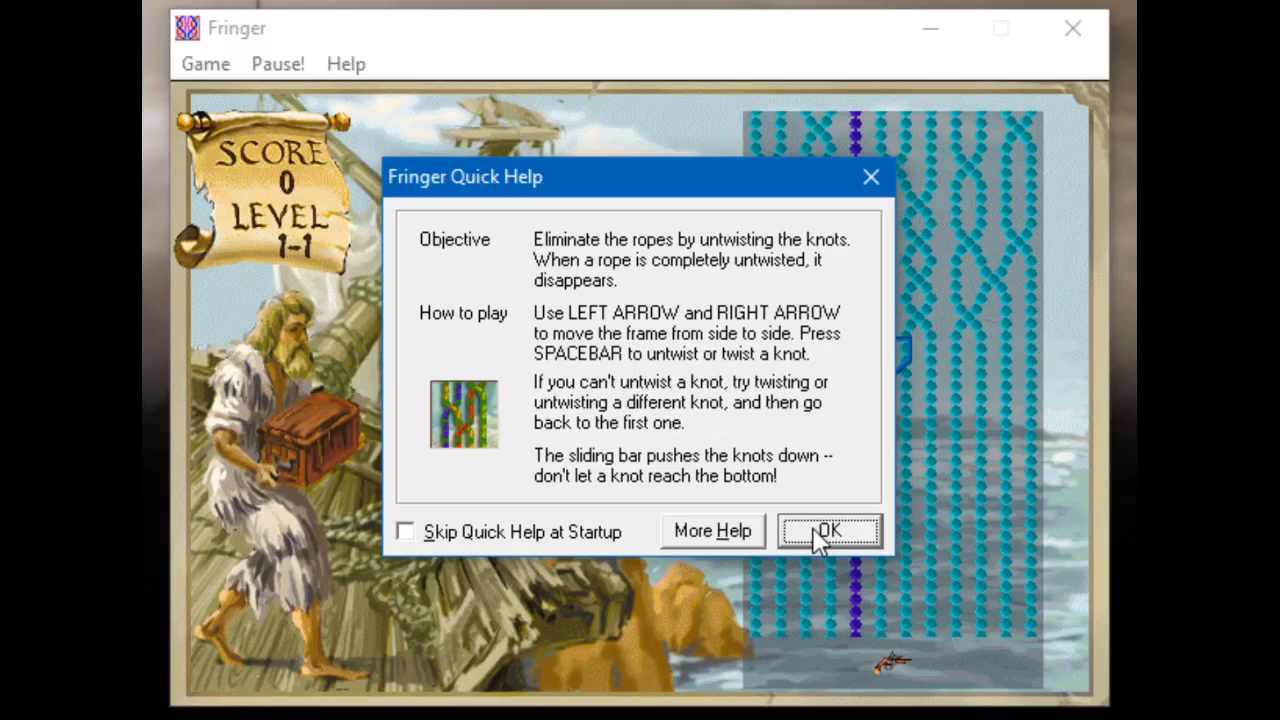 Fringer
Game Pause! Help
SCORE
0
LEVEL
1-1
Fringer Quick Help
Objective
Eliminate the ropes by untwisting the knots.
When a rope is completely untwisted, it
disappears.
How to play
Use LEFT ARROW and RIGHT ARROW
to move the frame from side to side. Press
SPACEBAR to untwist or twist a knot.
If you can't untwist a knot, try twisting or
untwisting a different knot, and then go
back to the first one.
The sliding bar pushes the knots down --
don't let a knot reach the bottom!
Skip Quick Help at Startup
More Help
OK